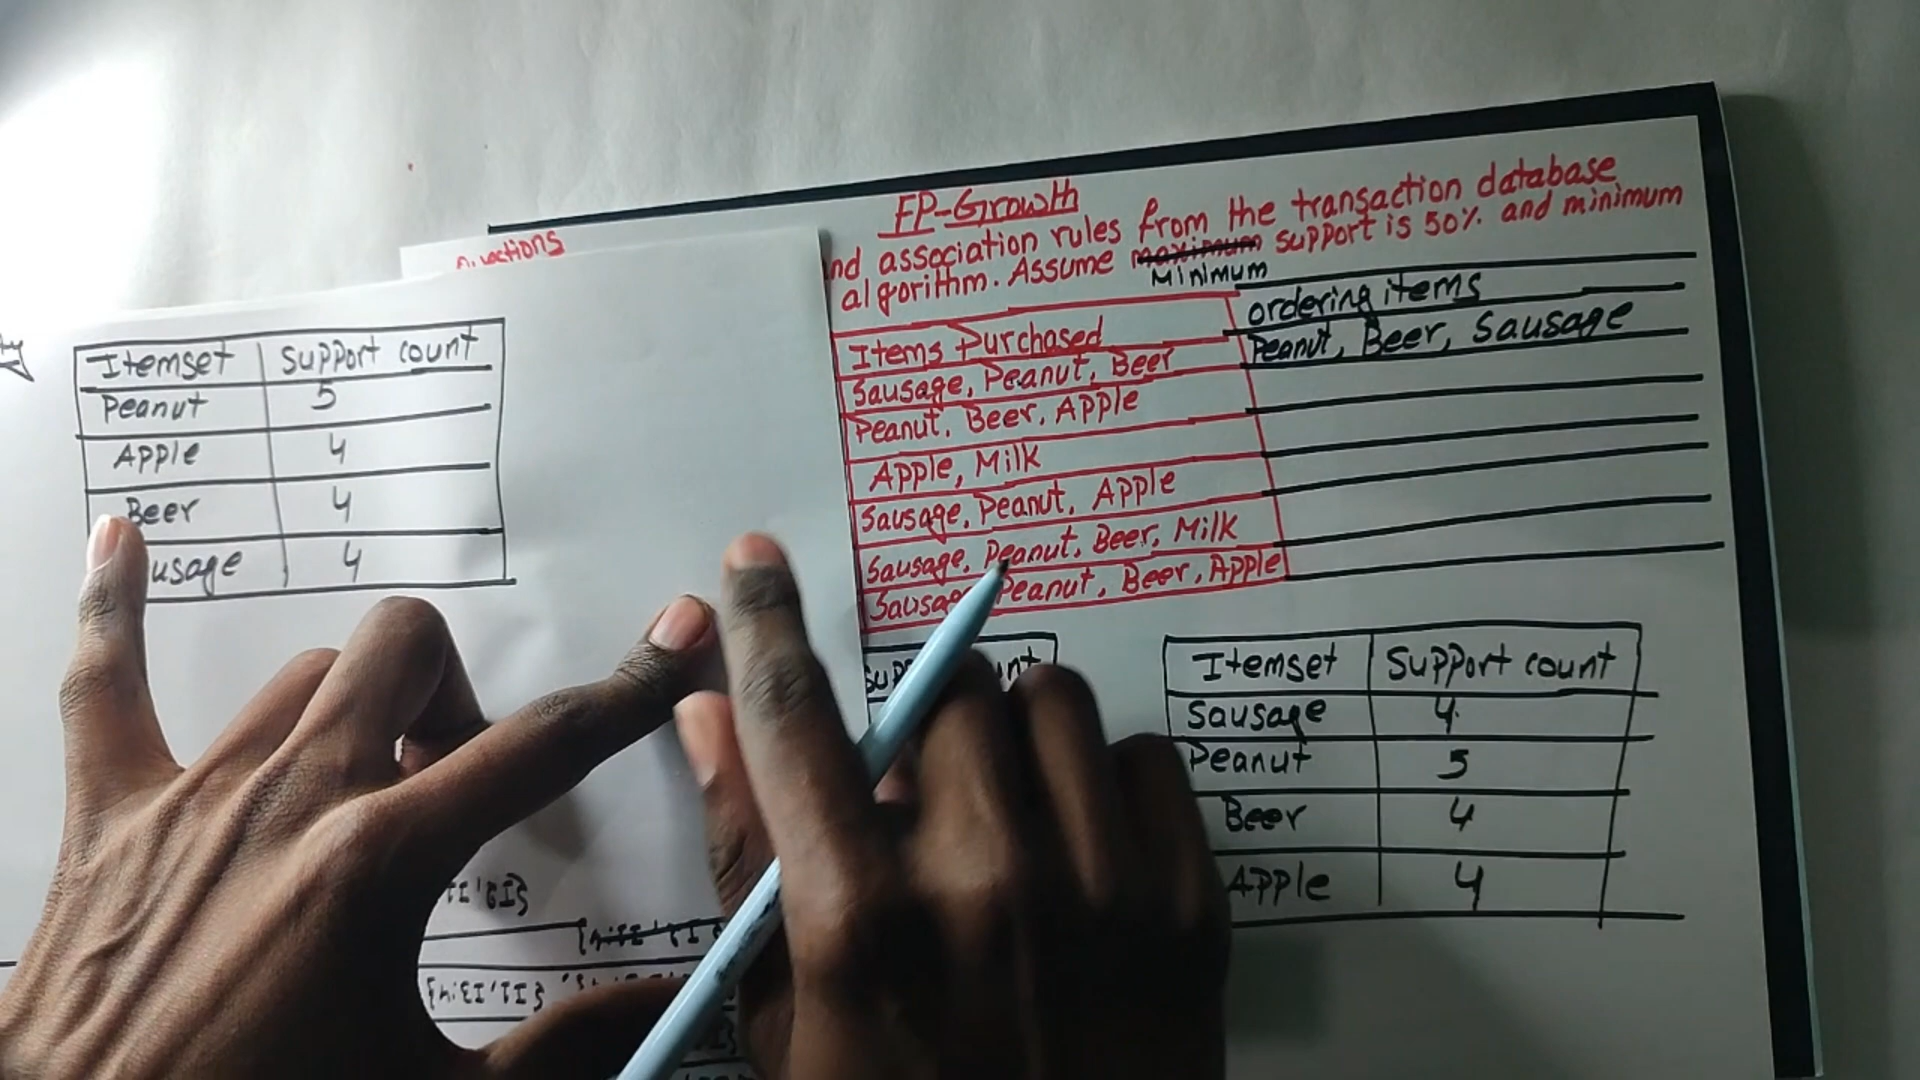 FP-Growth
nd association rules from the transaction database
algorithm. Assume maximum support is 50% and minimum
Minimum
Itemset Support count
Peanut 5
Apple 4
Beer 4
usage 4
Items Purchased
Sausage, Peanut, Beer
Peanut, Beer, Apple
Apple, Milk
Sausage, Peanut, Apple
Sausage, Peanut, Beer, Milk
Peanut, Beer, Apple
ordering items
Peanut, Beer, Sausage
Itemset Support count
Sausage 4
Peanut 5
Beer 4
Apple 4